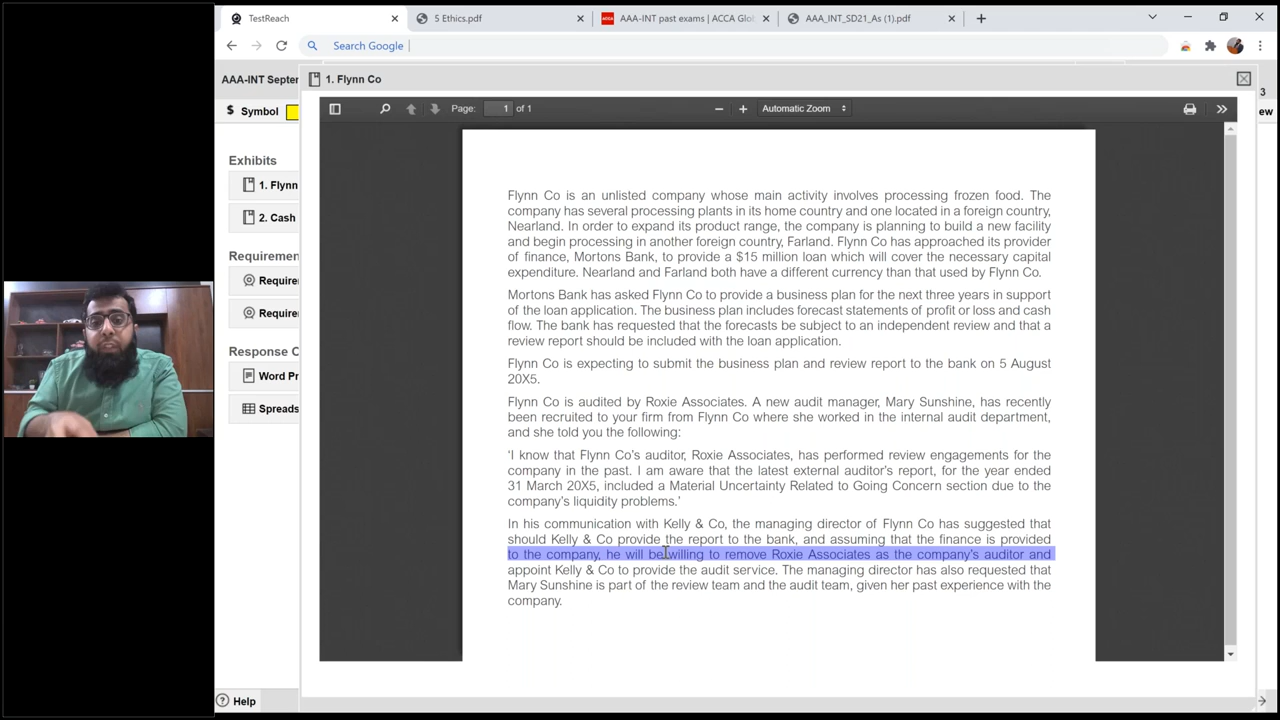 TestReach
5 Ethics.pdf
AAA-INT past exams | ACCA Glo
AAA_INT_SD21_As (1).pdf
Search Google
AAA-INT Septem
1. Flynn Co
3
$ Symbol
Page: 1 of 1
Automatic Zoom
ew
Exhibits
1. Flynn
2. Cash
Requiremen
Require
Require
Response O
Word Pr
Spreads
Help
Flynn Co is an unlisted company whose main activity involves processing frozen food. The
company has several processing plants in its home country and one located in a foreign country,
Nearland. In order to expand its product range, the company is planning to build a new facility
and begin processing in another foreign country, Farland. Flynn Co has approached its provider
of finance, Mortons Bank, to provide a $15 million loan which will cover the necessary capital
expenditure. Nearland and Farland both have a different currency than that used by Flynn Co.
Mortons Bank has asked Flynn Co to provide a business plan for the next three years in support
of the loan application. The business plan includes forecast statements of profit or loss and cash
flow. The bank has requested that the forecasts be subject to an independent review and that a
review report should be included with the loan application.
Flynn Co is expecting to submit the business plan and review report to the bank on 5 August
20X5.
Flynn Co is audited by Roxie Associates. A new audit manager, Mary Sunshine, has recently
been recruited to your firm from Flynn Co where she worked in the internal audit department,
and she told you the following:
‘I know that Flynn Co’s auditor, Roxie Associates, has performed review engagements for the
company in the past. I am aware that the latest external auditor’s report, for the year ended
31 March 20X5, included a Material Uncertainty Related to Going Concern section due to the
company’s liquidity problems.’
In his communication with Kelly & Co, the managing director of Flynn Co has suggested that
should Kelly & Co provide the report to the bank, and assuming that the finance is provided
to the company, he will be willing to remove Roxie Associates as the company’s auditor and
appoint Kelly & Co to provide the audit service. The managing director has also requested that
Mary Sunshine is part of the review team and the audit team, given her past experience with the
company.